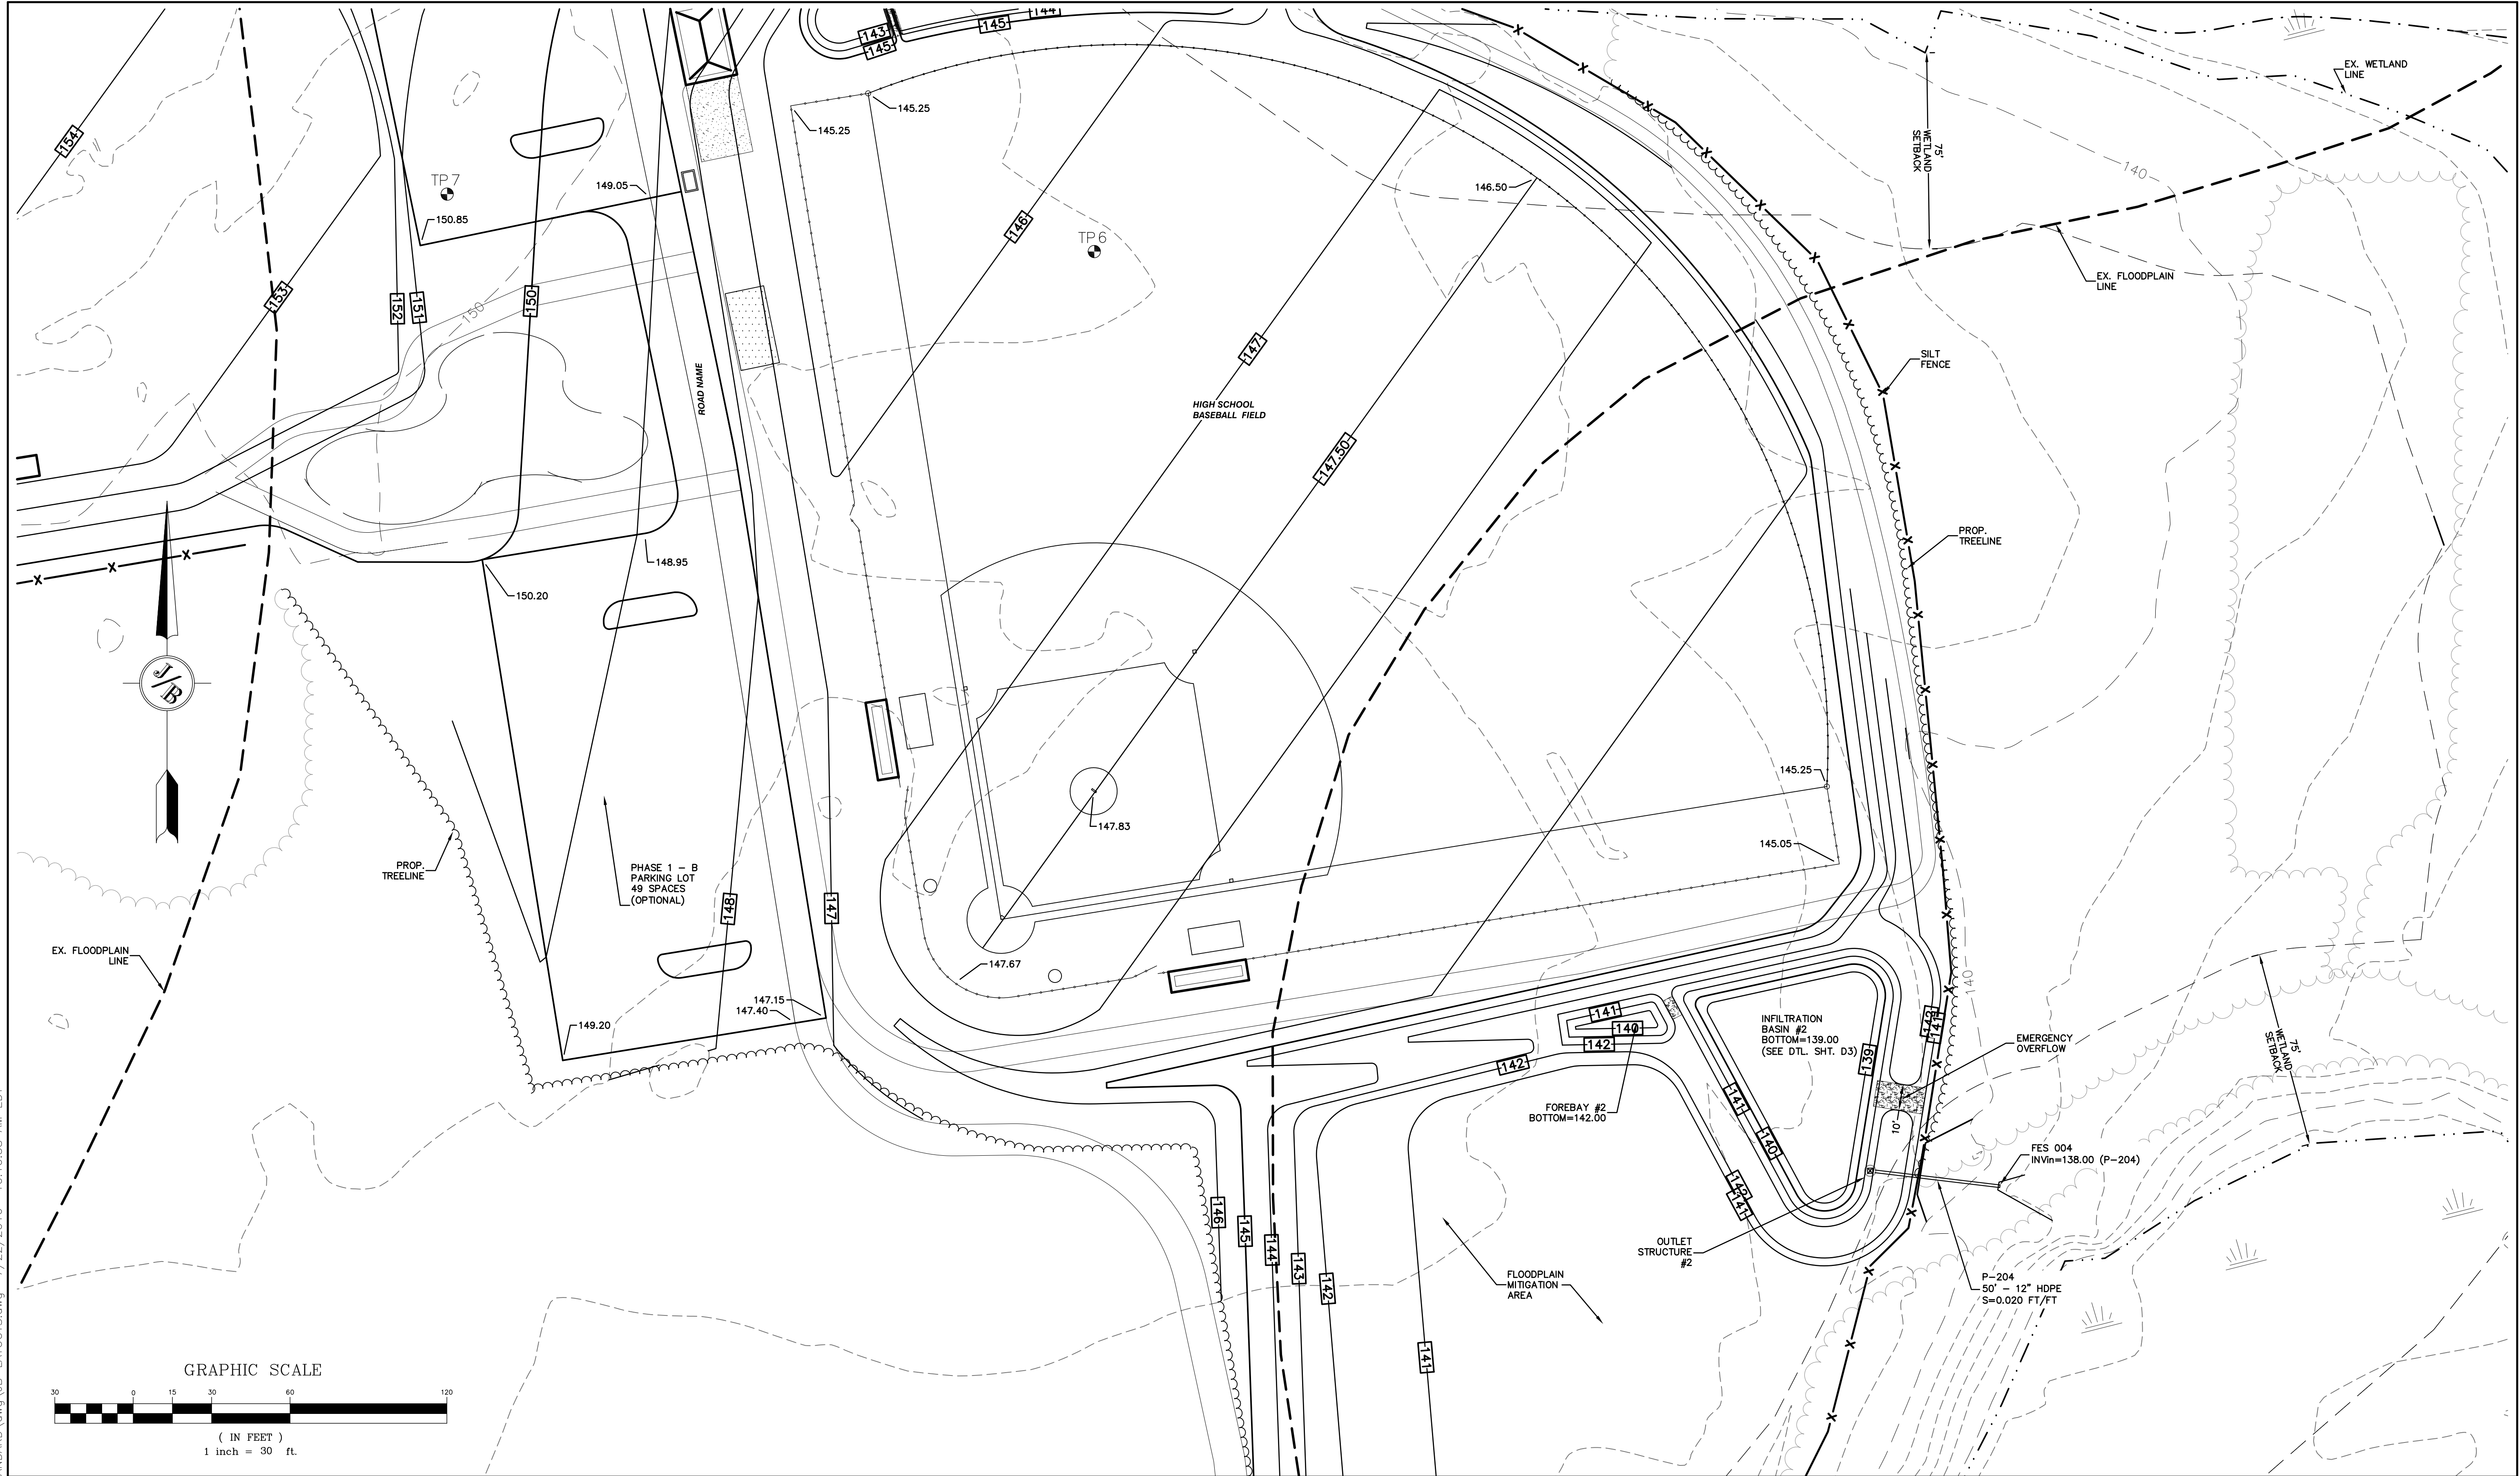 143
145
145
144
EX. WETLAND
LINE
154
145.25
145.25
75'
WETLAND
SETBACK
140
TP 7
149.05
146.50
150.85
146
TP 6
EX. FLOODPLAIN
LINE
153
152
151
150
150
147
SILT
FENCE
ROAD NAME
HIGH SCHOOL
BASEBALL FIELD
147.50
PROP.
TREELINE
148.95
150.20
J/B
145.25
147.83
145.05
PROP.
TREELINE
PHASE 1 - B
PARKING LOT
49 SPACES
(OPTIONAL)
148
147
EX. FLOODPLAIN
LINE
147.67
140
147.15
147.40
149.20
141
140
142
142
INFILTRATION
BASIN #2
BOTTOM=139.00
(SEE DTL. SHT. D3)
139
142
141
EMERGENCY
OVERFLOW
75'
WETLAND
SETBACK
FOREBAY #2
BOTTOM=142.00
141
140
10'
FES 004
INVin=138.00 (P-204)
142
141
146
145
144
143
142
141
OUTLET
STRUCTURE
#2
FLOODPLAIN
MITIGATION
AREA
P-204
50' - 12" HDPE
S=0.020 FT/FT
GRAPHIC SCALE
30 0 15 30 60 120
( IN FEET )
1 inch = 30 ft.